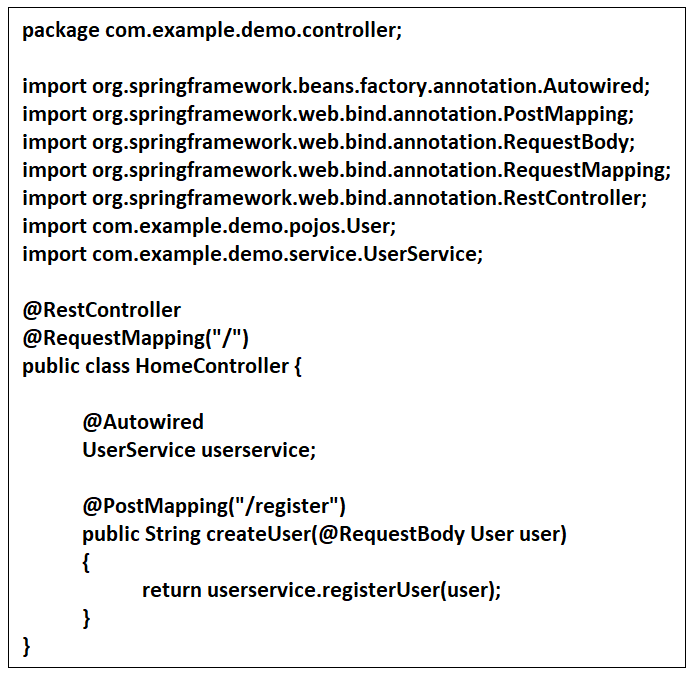 package com.example.demo.controller;
import org.springframework.beans.factory.annotation.Autowired;
import org.springframework.web.bind.annotation.PostMapping;
import org.springframework.web.bind.annotation.RequestBody;
import org.springframework.web.bind.annotation.RequestMapping;
import org.springframework.web.bind.annotation.RestController;
import com.example.demo.pojos.User;
import com.example.demo.service.UserService;
@RestController
@RequestMapping("/")
public class HomeController {
@Autowired
UserService userservice;
@PostMapping("/register")
public String createUser(@RequestBody User user)
{
return userservice.registerUser(user);
}
}